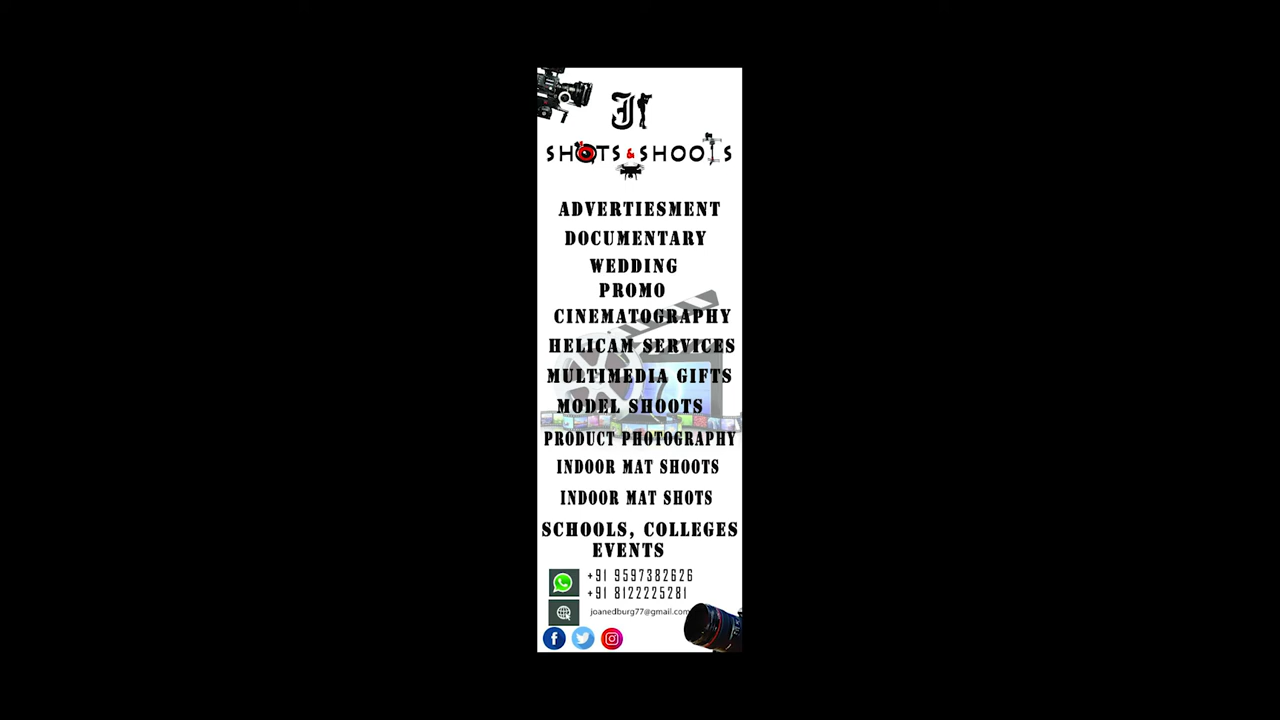 SHOTS & SHOOTS
ADVERTIESMENT
DOCUMENTARY
WEDDING
PROMO
CINEMATOGRAPHY
HELICAM SERVICES
MULTIMEDIA GIFTS
MODEL SHOOTS
PRODUCT PHOTOGRAPHY
INDOOR MAT SHOOTS
INDOOR MAT SHOTS
SCHOOLS, COLLEGES
EVENTS
+91 9597382626
+91 8122225281
joanedburg77@gmail.com